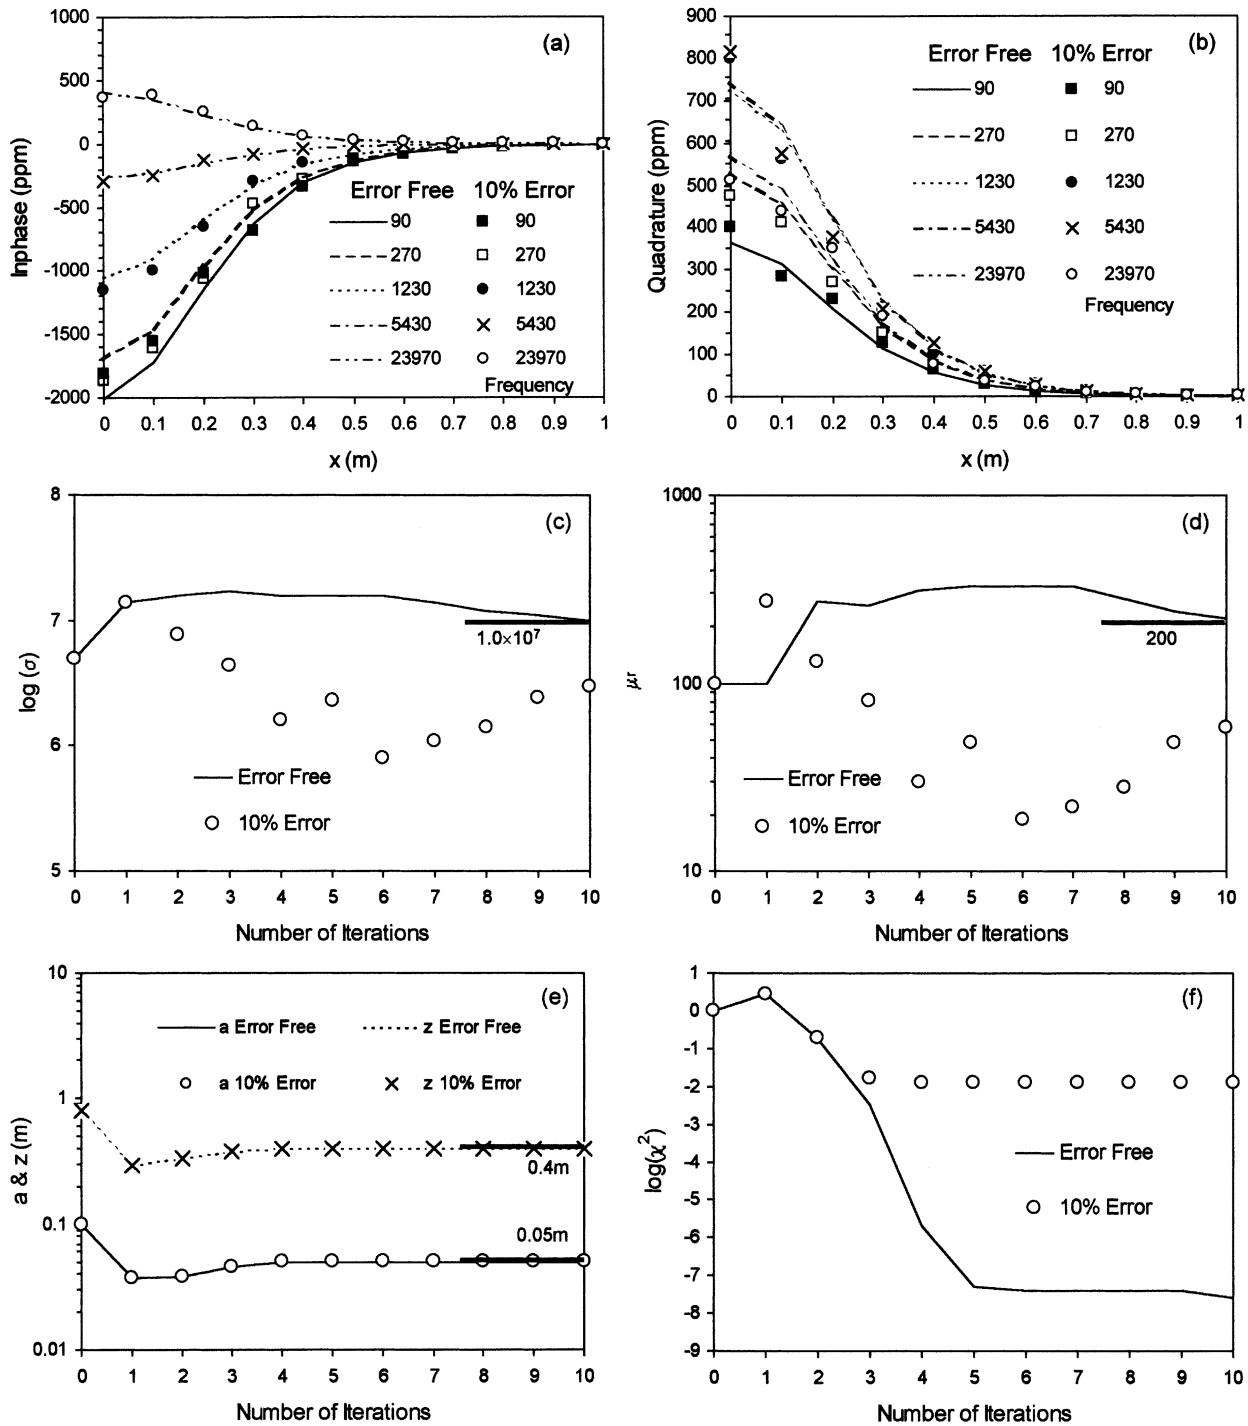 (a)
1000
500
0
-500
-1000
-1500
-2000
Inphase (ppm)
Error Free 10% Error
90 90
270 270
1230 1230
5430 5430
23970 23970
Frequency
0 0.1 0.2 0.3 0.4 0.5 0.6 0.7 0.8 0.9 1
x (m)
(b)
900
800
700
600
500
400
300
200
100
0
Quadrature (ppm)
Error Free 10% Error
90 90
270 270
1230 1230
5430 5430
23970 23970
Frequency
0 0.1 0.2 0.3 0.4 0.5 0.6 0.7 0.8 0.9 1
x (m)
(c)
8
7
6
5
log (σ)
1.0×10⁷
Error Free
10% Error
0 1 2 3 4 5 6 7 8 9 10
Number of Iterations
(d)
1000
100
10
μr
200
Error Free
10% Error
0 1 2 3 4 5 6 7 8 9 10
Number of Iterations
(e)
10
1
0.1
0.01
a & z (m)
a Error Free z Error Free
a 10% Error z 10% Error
0.4m
0.05m
0 1 2 3 4 5 6 7 8 9 10
Number of Iterations
(f)
1
0
-1
-2
-3
-4
-5
-6
-7
-8
-9
log(χ²)
Error Free
10% Error
0 1 2 3 4 5 6 7 8 9 10
Number of Iterations